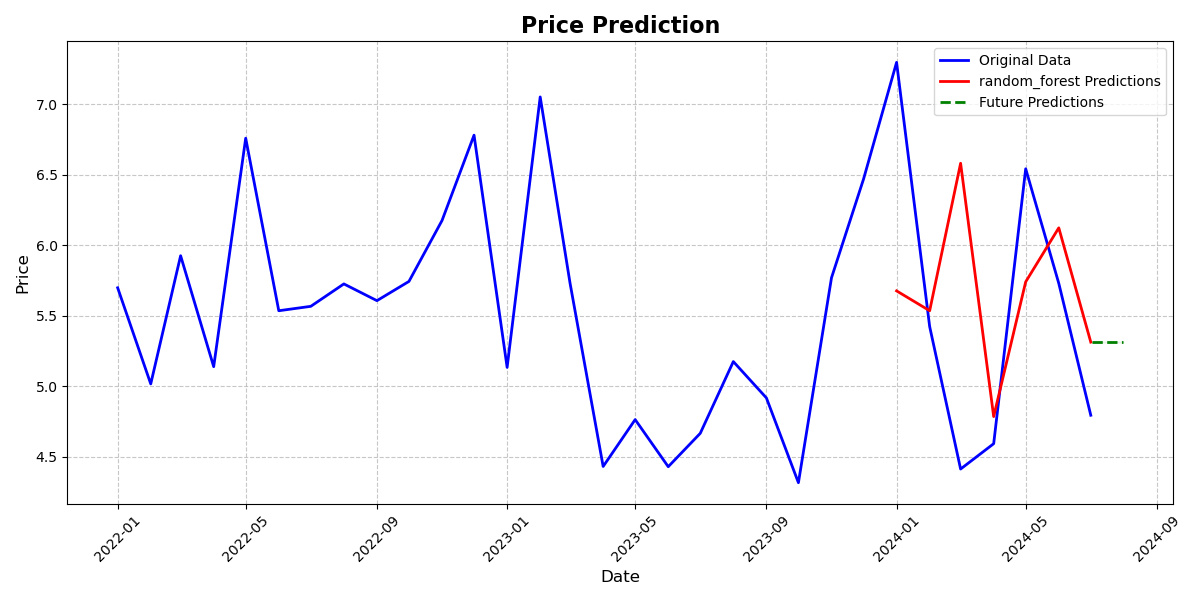 Price Prediction
Original Data
random_forest Predictions
Future Predictions
Price
7.0
6.5
6.0
5.5
5.0
4.5
2022-01
2022-05
2022-09
2023-01
2023-05
2023-09
2024-01
2024-05
2024-09
Date